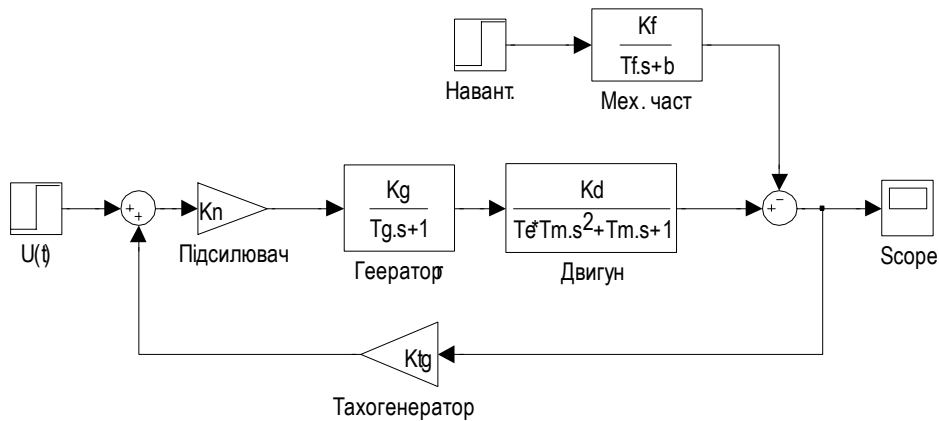 Kf
Tf.s+b
Навант.
Мех. част
U(t)
+
+
Kn
Підсилювач
Kg
Tg.s+1
Геератор
Kd
Te*Tm.s²+Tm.s+1
Двигун
−
+
Scope
Ktg
Тахогенератор